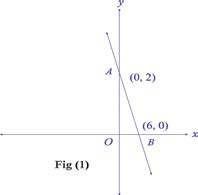 y
A
(0, 2)
(6, 0)
O B x
Fig (1)